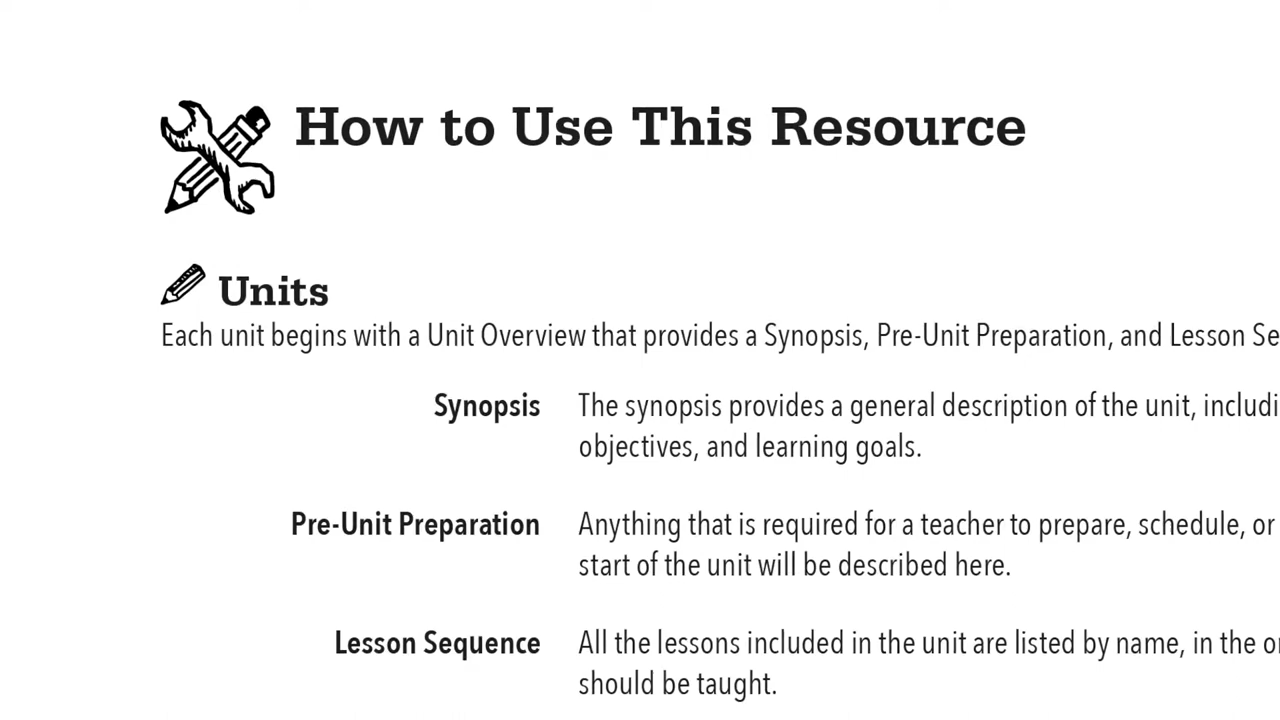 How to Use This Resource
Units
Each unit begins with a Unit Overview that provides a Synopsis, Pre-Unit Preparation, and Lesson Se
Synopsis The synopsis provides a general description of the unit, includi
objectives, and learning goals.
Pre-Unit Preparation Anything that is required for a teacher to prepare, schedule, or
start of the unit will be described here.
Lesson Sequence All the lessons included in the unit are listed by name, in the o
should be taught.